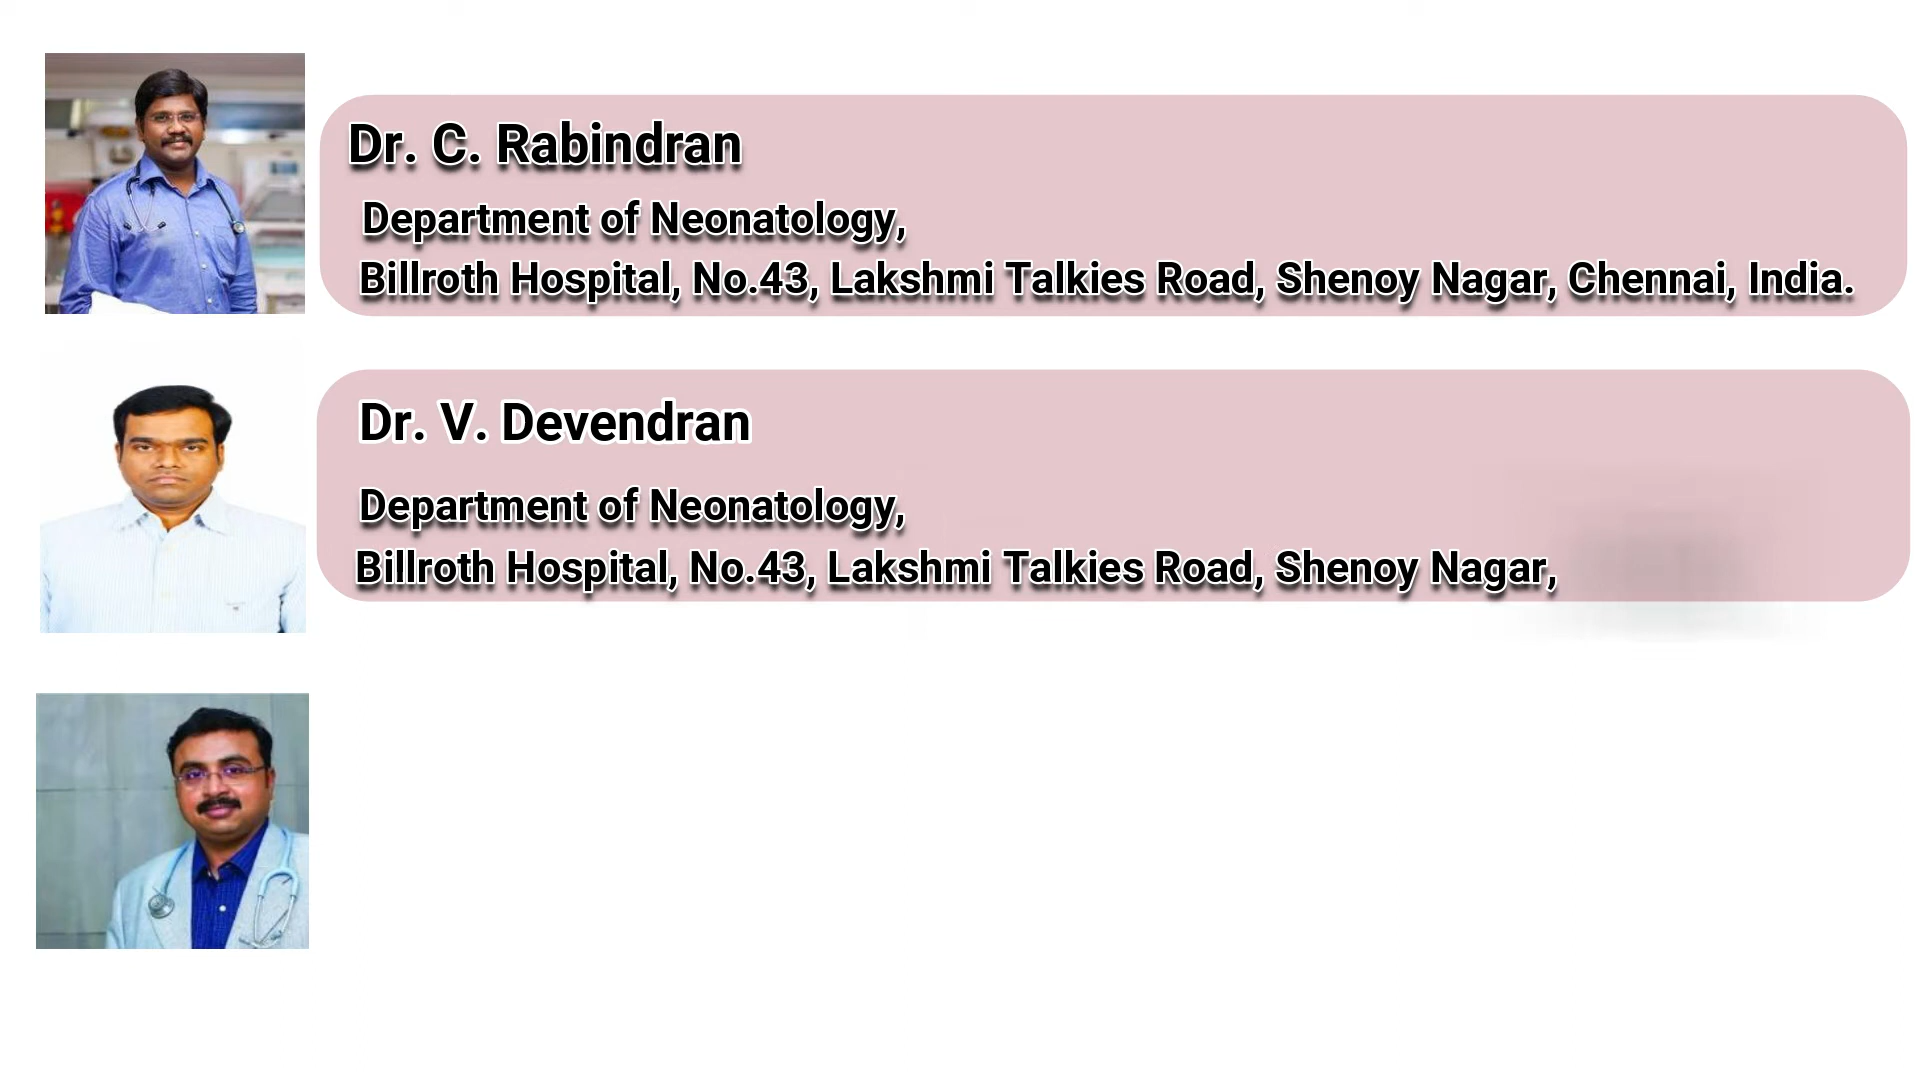 Dr. C. Rabindran
Department of Neonatology,
Billroth Hospital, No.43, Lakshmi Talkies Road, Shenoy Nagar, Chennai, India.
Dr. V. Devendran
Department of Neonatology,
Billroth Hospital, No.43, Lakshmi Talkies Road, Shenoy Nagar,